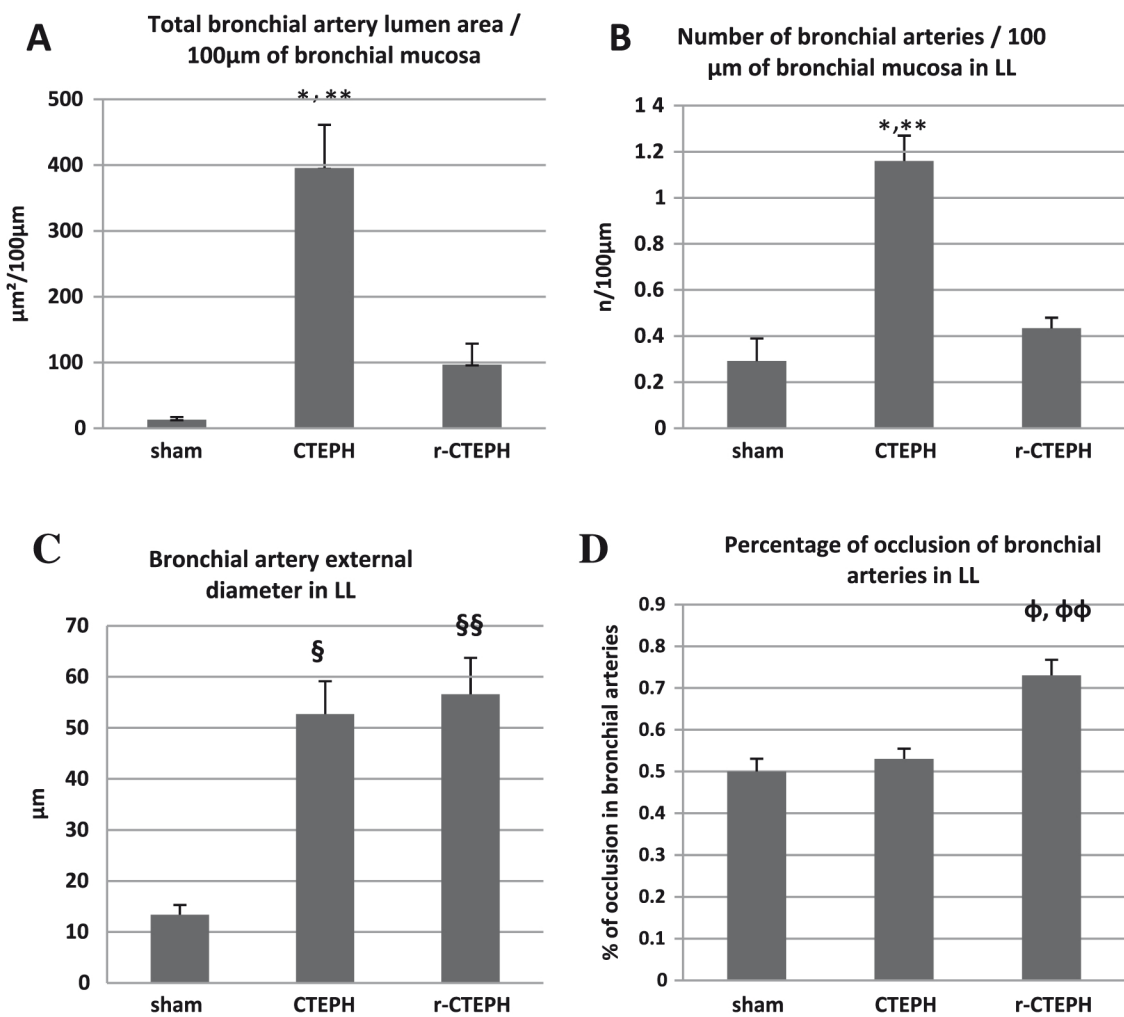 A
Total bronchial artery lumen area /
100µm of bronchial mucosa
500
400
300
200
100
0
µm²/100µm
*,**
sham
CTEPH
r-CTEPH
B
Number of bronchial arteries / 100
µm of bronchial mucosa in LL
1 4
1.2
1
0.8
0.6
0.4
0.2
0
n/100µm
*,**
sham
CTEPH
r-CTEPH
C
Bronchial artery external
diameter in LL
70
60
50
40
30
20
10
0
µm
§
§§
sham
CTEPH
r-CTEPH
D
Percentage of occlusion of bronchial
arteries in LL
0.9
0.8
0.7
0.6
0.5
0.4
0.3
0.2
0.1
0
% of occlusion in bronchial arteries
ϕ, ϕϕ
sham
CTEPH
r-CTEPH